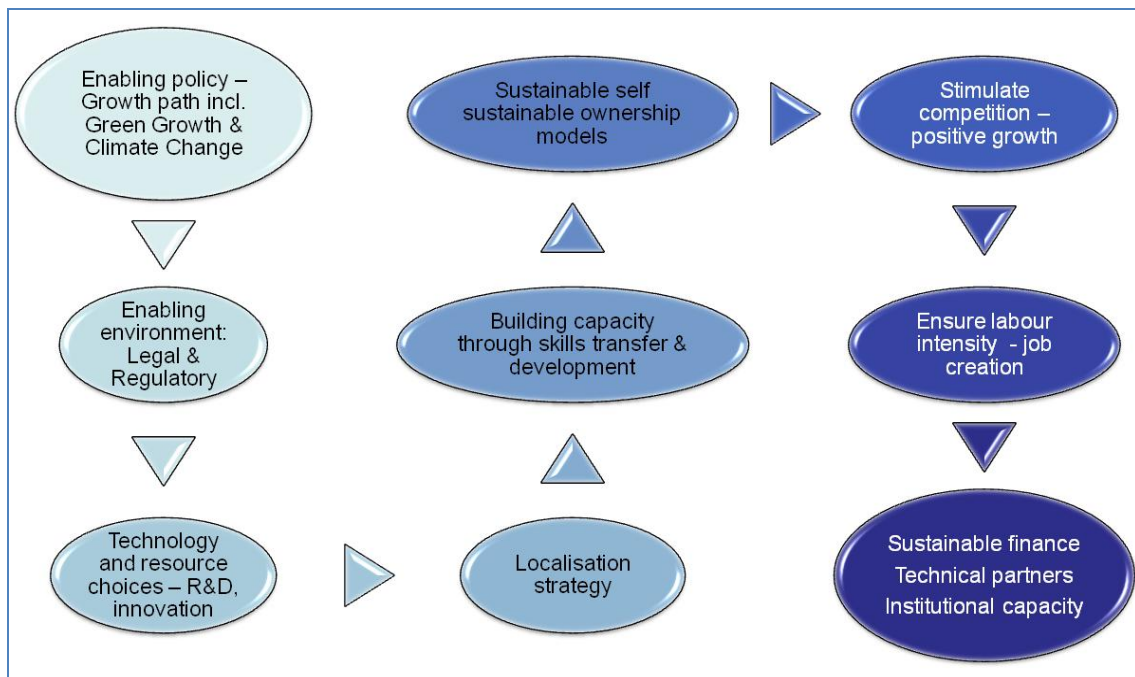 Enabling policy –
Growth path incl.
Green Growth &
Climate Change
Enabling
environment:
Legal &
Regulatory
Technology
and resource
choices – R&D,
innovation
Localisation
strategy
Building capacity
through skills transfer &
development
Sustainable self
sustainable ownership
models
Stimulate
competition –
positive growth
Ensure labour
intensity - job
creation
Sustainable finance
Technical partners
Institutional capacity